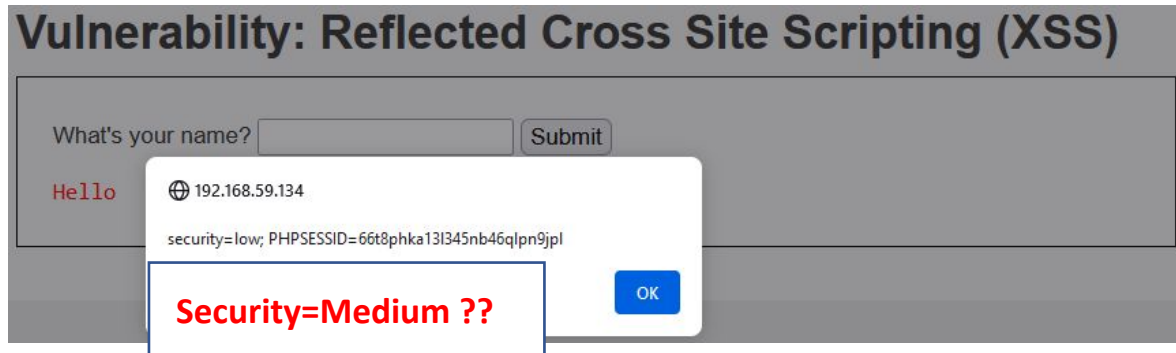 Vulnerability: Reflected Cross Site Scripting (XSS)
What's your name? Submit
Hello
192.168.59.134
security=low; PHPSESSID=66t8phka13l345nb46qlpn9jpl
OK
Security=Medium ??